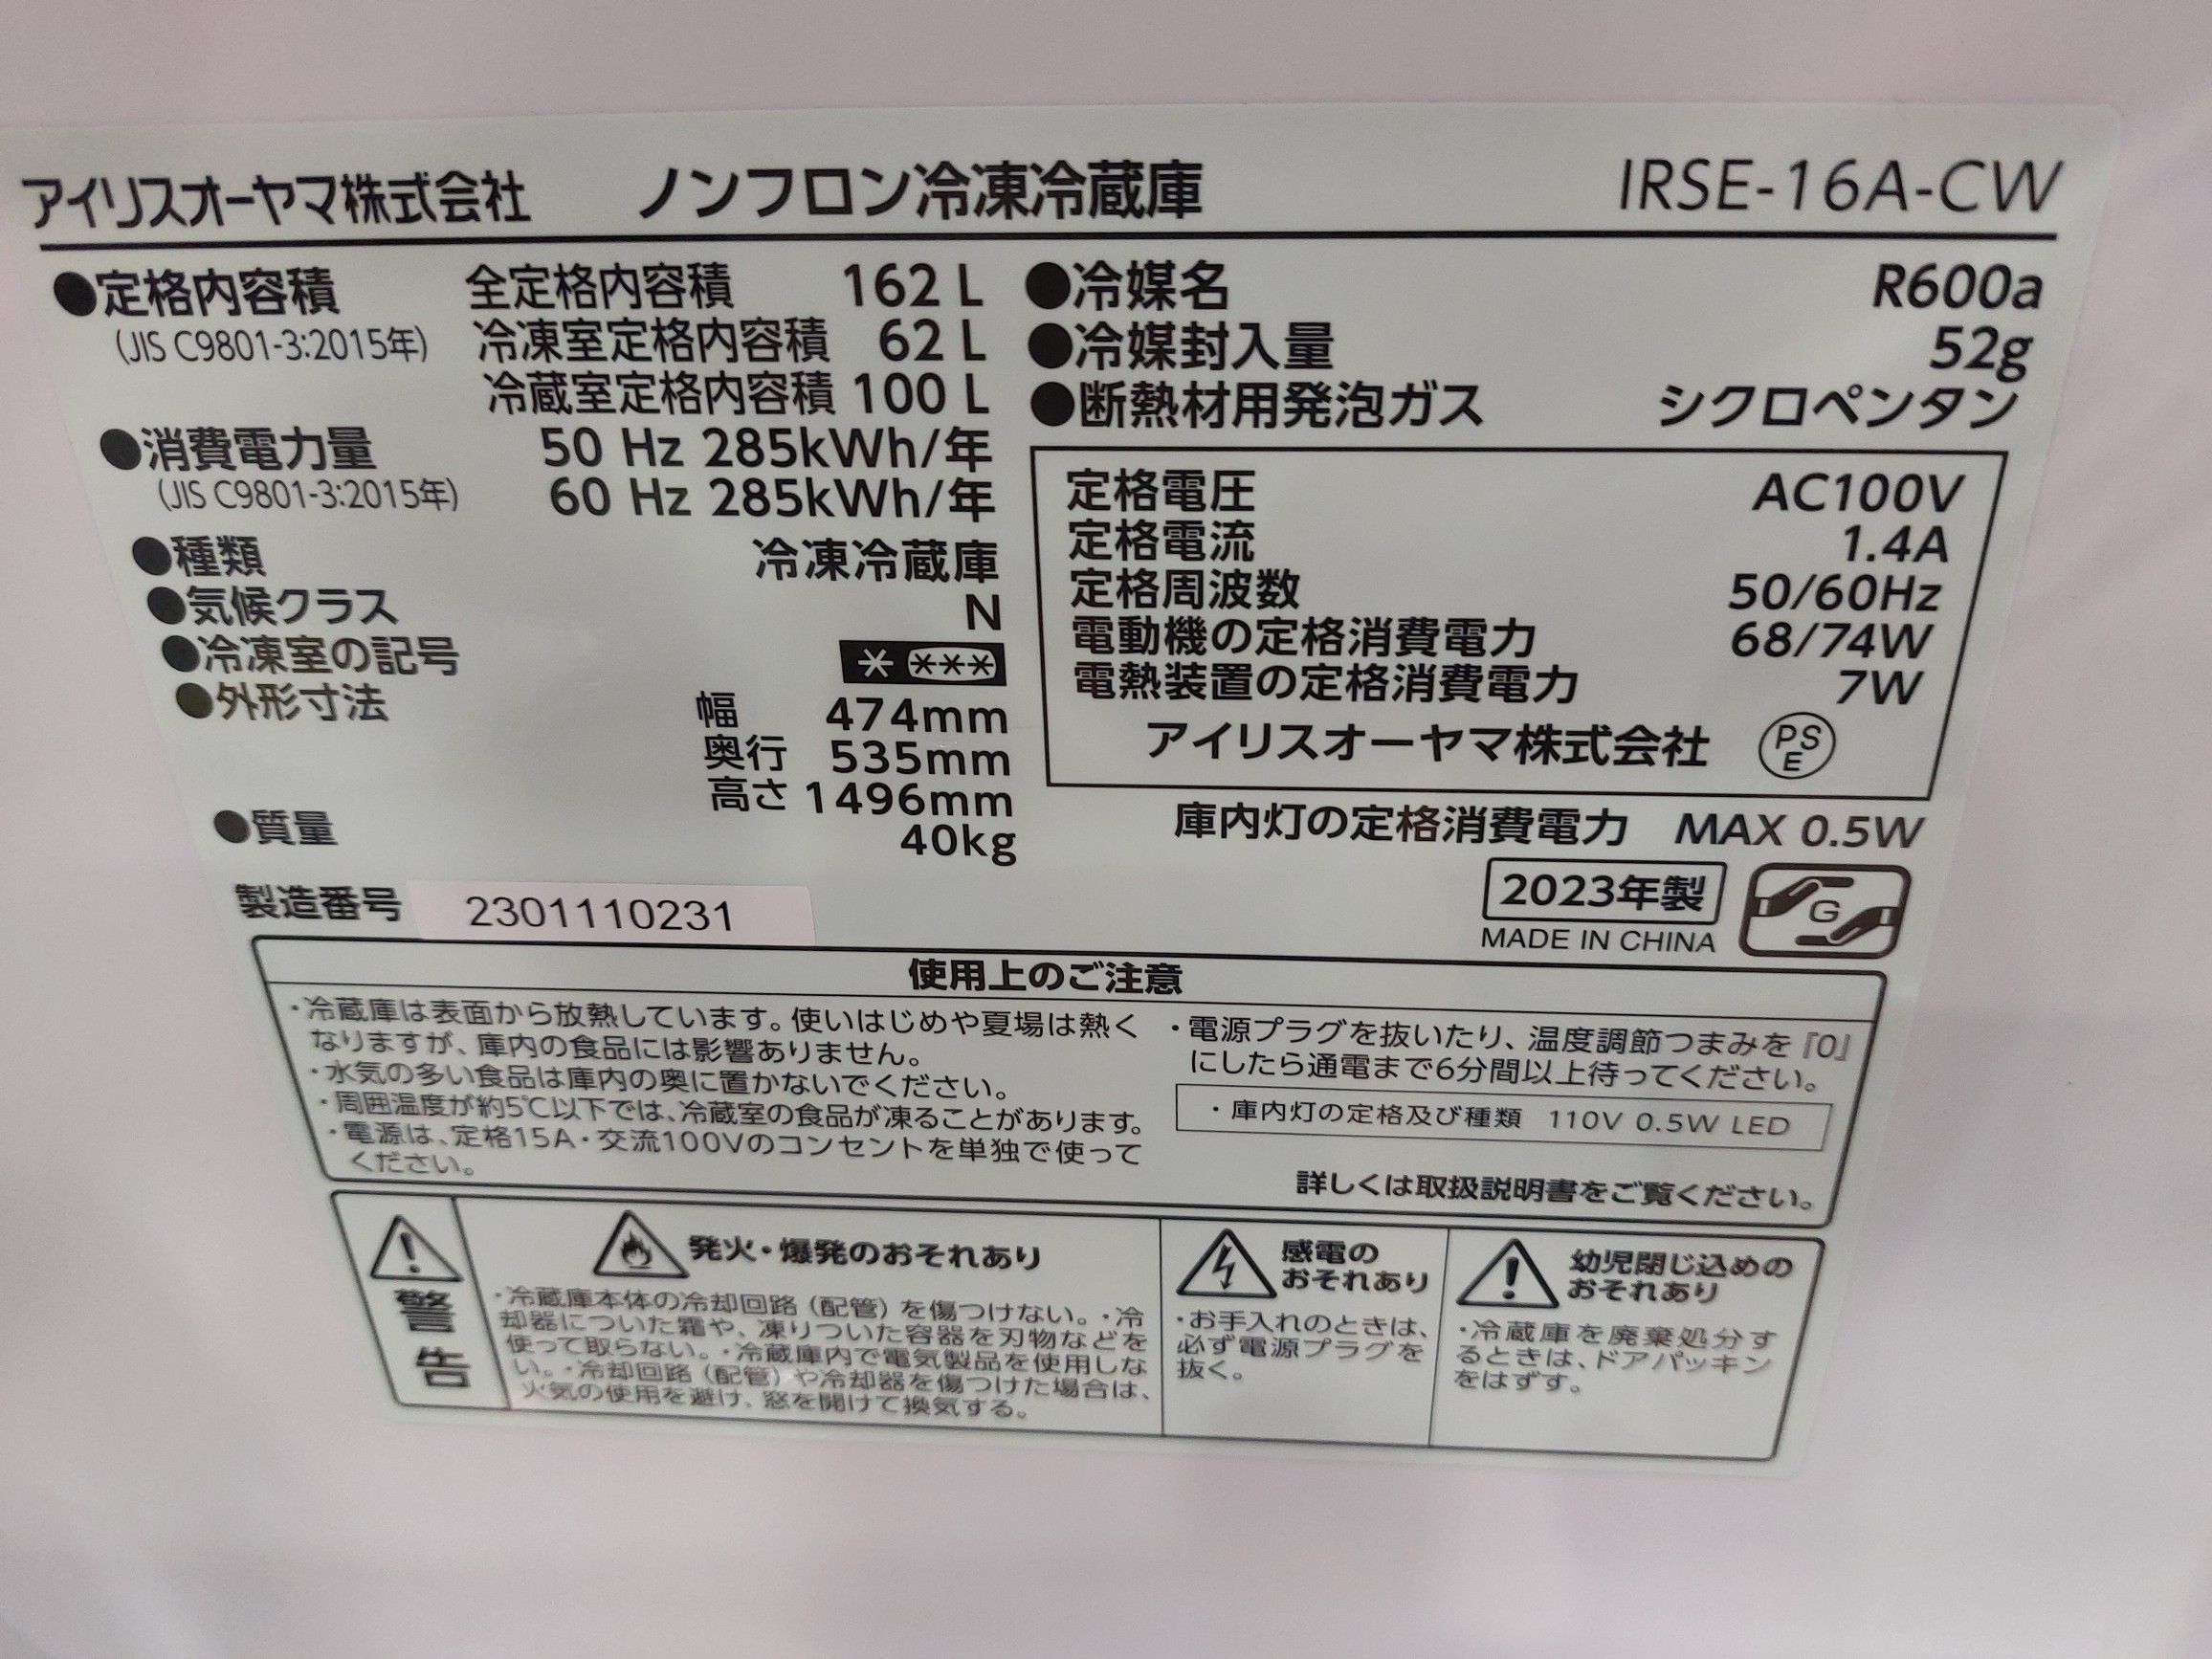 アイリスオーヤマ株式会社 ノンフロン冷凍冷蔵庫 IRSE-16A-CW
●定格内容積 全定格内容積 162 L
(JIS C9801-3:2015年) 冷凍室定格内容積 62 L
冷蔵室定格内容積 100 L
●消費電力量 50 Hz 285kWh/年
(JIS C9801-3:2015年) 60 Hz 285kWh/年
●種類 冷凍冷蔵庫
●気候クラス N
●冷凍室の記号 * ***
●外形寸法 幅 474mm
奥行 535mm
高さ 1496mm
●質量 40kg
製造番号 2301110231
●冷媒名 R600a
●冷媒封入量 52g
●断熱材用発泡ガス シクロペンタン
定格電圧 AC100V
定格電流 1.4A
定格周波数 50/60Hz
電動機の定格消費電力 68/74W
電熱装置の定格消費電力 7W
アイリスオーヤマ株式会社 PSE
庫内灯の定格消費電力 MAX 0.5W
2023年製
MADE IN CHINA
G
使用上のご注意
・冷蔵庫は表面から放熱しています。使いはじめや夏場は熱く
なりますが、庫内の食品には影響ありません。
・水気の多い食品は庫内の奥に置かないでください。
・周囲温度が約5℃以下では、冷蔵室の食品が凍ることがあります。
・電源は、定格15A・交流100Vのコンセントを単独で使って
ください。
・電源プラグを抜いたり、温度調節つまみを『0』
にしたら通電まで6分間以上待ってください。
・庫内灯の定格及び種類 110V 0.5W LED
詳しくは取扱説明書をご覧ください。
警告
発火・爆発のおそれあり
・冷蔵庫本体の冷却回路（配管）を傷つけない。・冷
却器についた霜や、凍りついた容器を刃物などを
使って取らない。・冷蔵庫内で電気製品を使用しな
い。・冷却回路（配管）や冷却器を傷つけた場合は、
火気の使用を避け、窓を開けて換気する。
感電の
おそれあり
・お手入れのときは、
必ず電源プラグを
抜く。
幼児閉じ込めの
おそれあり
・冷蔵庫を廃棄処分す
るときは、ドアパッキン
をはずす。